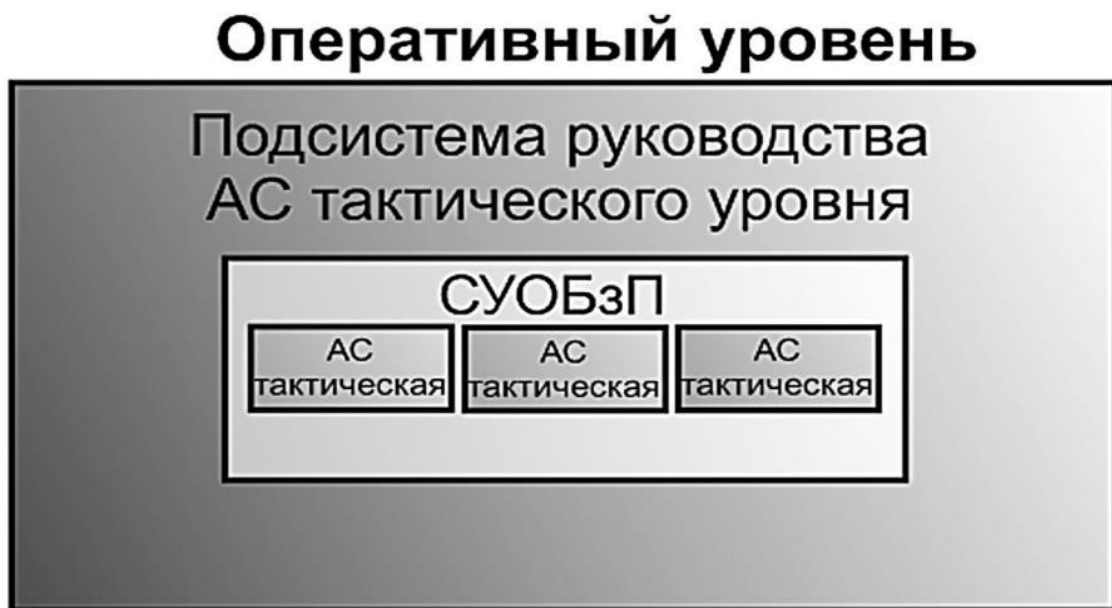 Оперативный уровень
Подсистема руководства
АС тактического уровня
СУОБзП
АС
тактическая
АС
тактическая
АС
тактическая